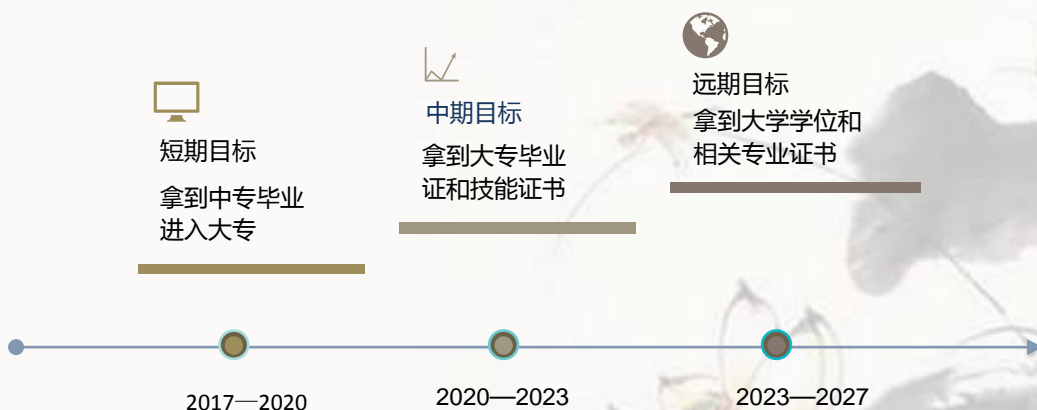 短期目标
拿到中专毕业
进入大专
中期目标
拿到大专毕业
证和技能证书
远期目标
拿到大学学位和
相关专业证书
2017—2020
2020—2023
2023—2027